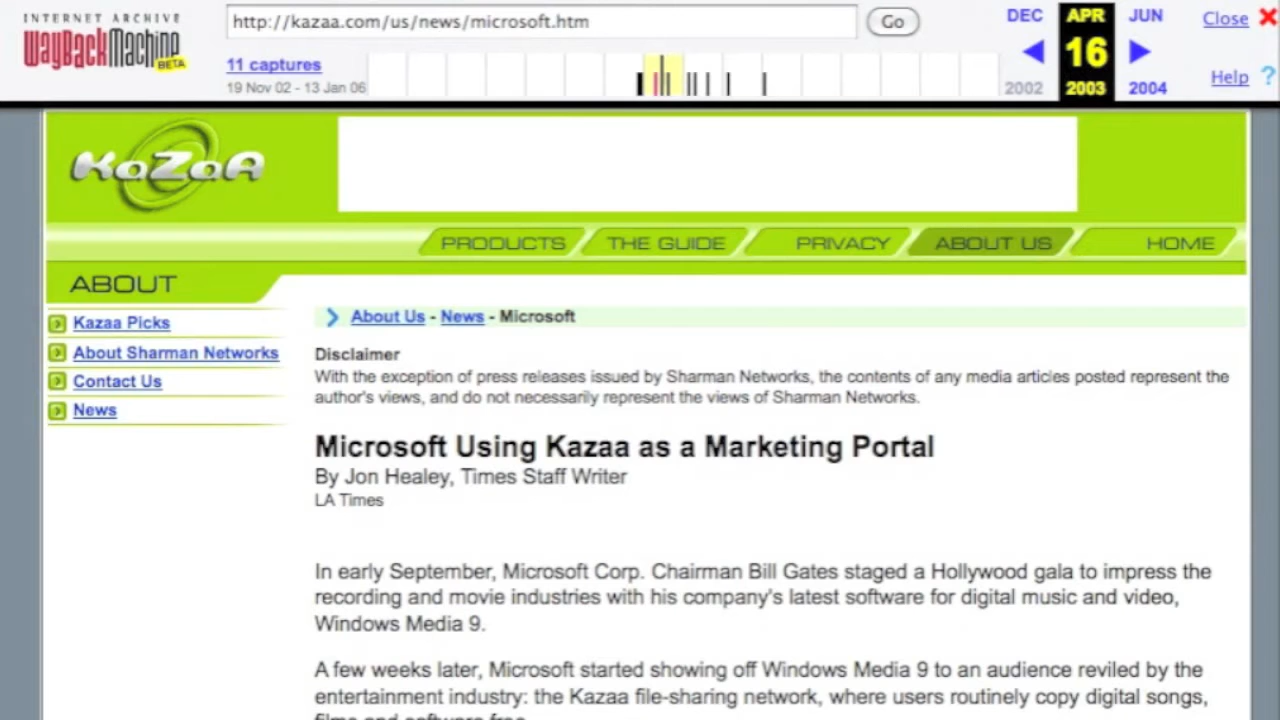 INTERNET ARCHIVE
WayBackMachine
BETA
http://kazaa.com/us/news/microsoft.htm
Go
11 captures
19 Nov 02 - 13 Jan 06
DEC APR JUN
16
2002 2003 2004
Close
Help ?
KaZaA
PRODUCTS THE GUIDE PRIVACY ABOUT US HOME
ABOUT
Kazaa Picks
About Sharman Networks
Contact Us
News
About Us - News - Microsoft
Disclaimer
With the exception of press releases issued by Sharman Networks, the contents of any media articles posted represent the
author's views, and do not necessarily represent the views of Sharman Networks.
Microsoft Using Kazaa as a Marketing Portal
By Jon Healey, Times Staff Writer
LA Times
In early September, Microsoft Corp. Chairman Bill Gates staged a Hollywood gala to impress the
recording and movie industries with his company's latest software for digital music and video,
Windows Media 9.
A few weeks later, Microsoft started showing off Windows Media 9 to an audience reviled by the
entertainment industry: the Kazaa file-sharing network, where users routinely copy digital songs,
films and software free.